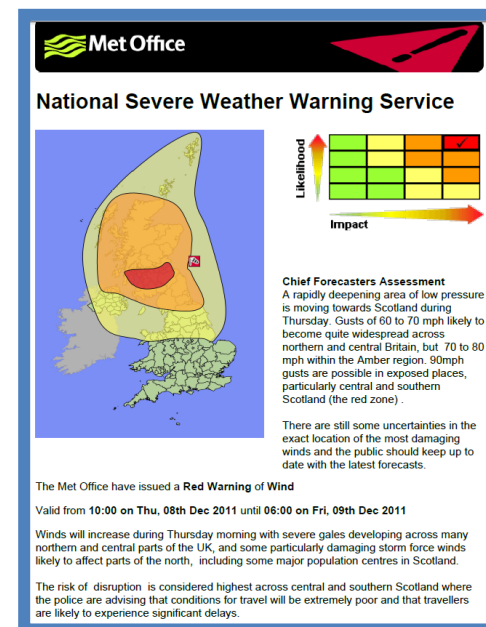 Met Office
National Severe Weather Warning Service
Likelihood
Impact
Chief Forecasters Assessment
A rapidly deepening area of low pressure
is moving towards Scotland during
Thursday. Gusts of 60 to 70 mph likely to
become quite widespread across
northern and central Britain, but  70 to 80
mph within the Amber region. 90mph
gusts are possible in exposed places,
particularly central and southern
Scotland (the red zone) .
There are still some uncertainties in the
exact location of the most damaging
winds and the public should keep up to
date with the latest forecasts.
The Met Office have issued a Red Warning of Wind
Valid from 10:00 on Thu, 08th Dec 2011 until 06:00 on Fri, 09th Dec 2011
Winds will increase during Thursday morning with severe gales developing across many
northern and central parts of the UK, and some particularly damaging storm force winds
likely to affect parts of the north,  including some major population centres in Scotland.
The risk of  disruption  is considered highest across central and southern Scotland where
the police are advising that conditions for travel will be extremely poor and that travellers
are likely to experience significant delays.